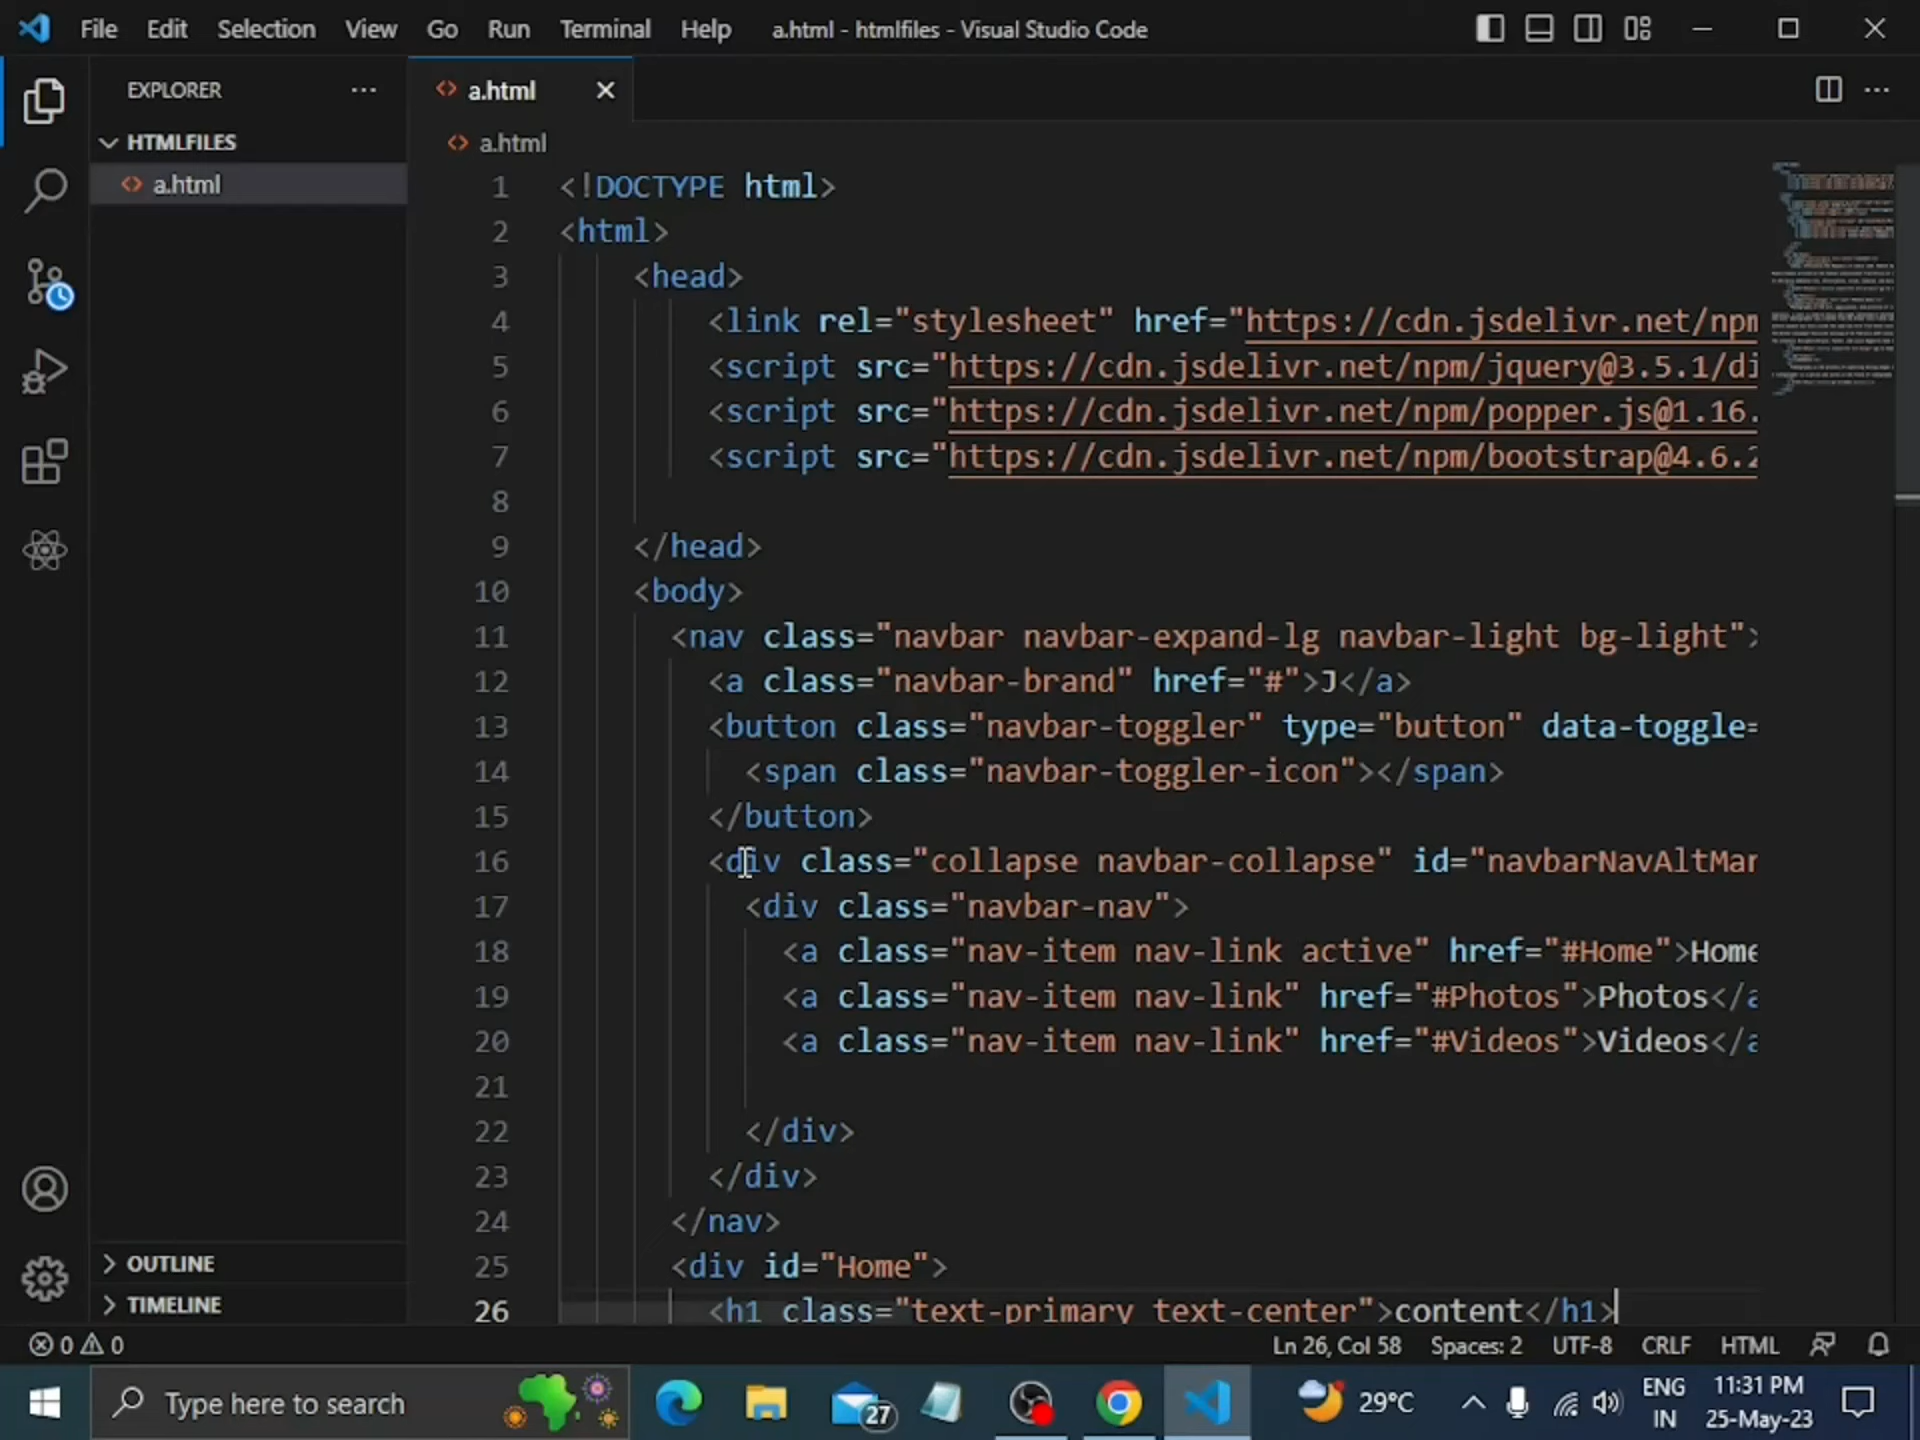 File Edit Selection View Go Run Terminal Help a.html - htmlfiles - Visual Studio Code
EXPLORER
HTMLFILES
a.html
a.html
a.html
1 <!DOCTYPE html>
2 <html>
3 <head>
4 <link rel="stylesheet" href="https://cdn.jsdelivr.net/npm
5 <script src="https://cdn.jsdelivr.net/npm/jquery@3.5.1/di
6 <script src="https://cdn.jsdelivr.net/npm/popper.js@1.16.
7 <script src="https://cdn.jsdelivr.net/npm/bootstrap@4.6.2
8
9 </head>
10 <body>
11 <nav class="navbar navbar-expand-lg navbar-light bg-light">
12 <a class="navbar-brand" href="#">J</a>
13 <button class="navbar-toggler" type="button" data-toggle=
14 <span class="navbar-toggler-icon"></span>
15 </button>
16 <div class="collapse navbar-collapse" id="navbarNavAltMar
17 <div class="navbar-nav">
18 <a class="nav-item nav-link active" href="#Home">Home
19 <a class="nav-item nav-link" href="#Photos">Photos</a
20 <a class="nav-item nav-link" href="#Videos">Videos</a
21
22 </div>
23 </div>
24 </nav>
25 <div id="Home">
26 <h1 class="text-primary text-center">content</h1>
OUTLINE
TIMELINE
0 0 Ln 26, Col 58 Spaces: 2 UTF-8 CRLF HTML
Type here to search 27 29°C ENG IN 11:31 PM 25-May-23